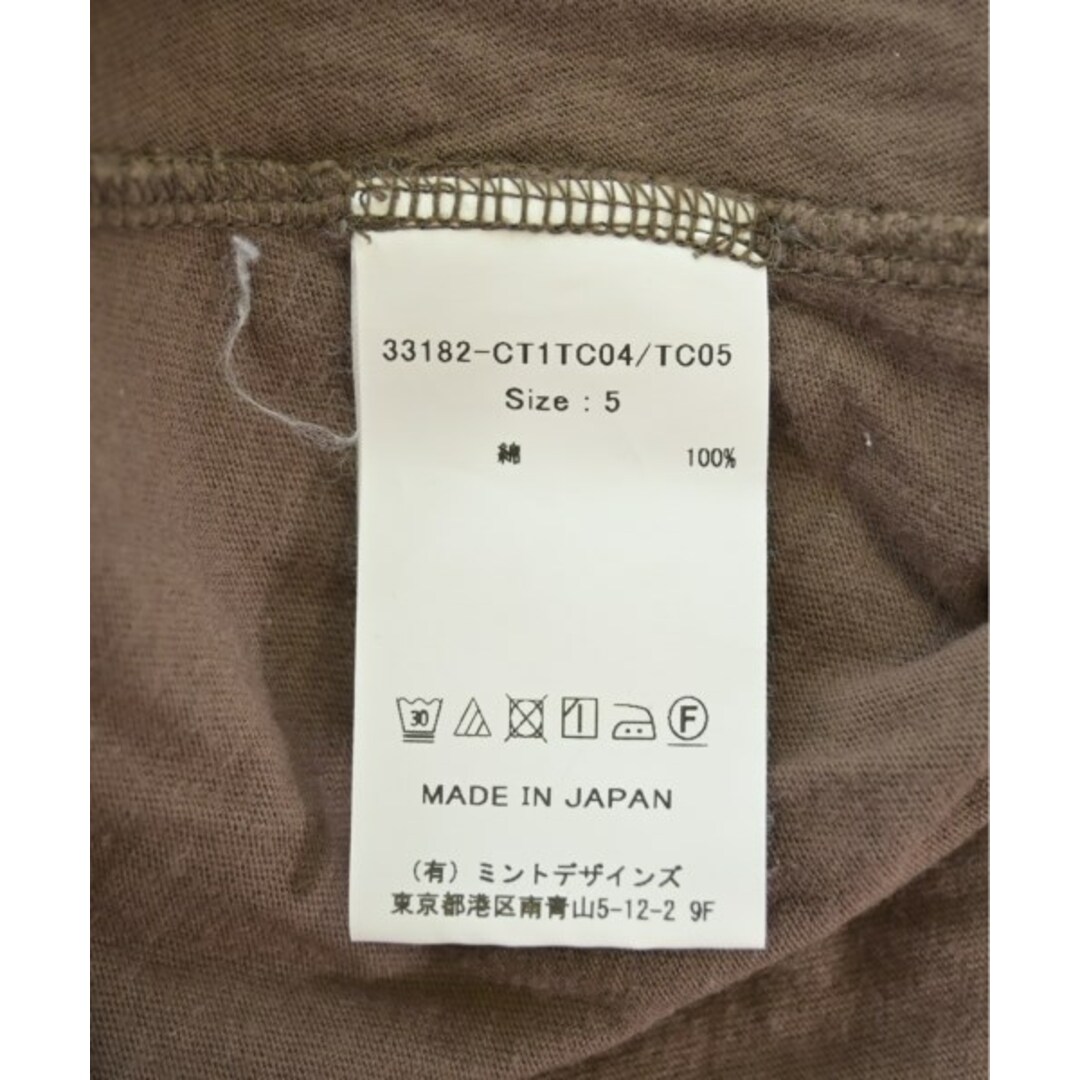 33182-CT1TC04/TC05
Size : 5
綿 100%
30 F
MADE IN JAPAN
(有) ミントデザインズ
東京都港区南青山5-12-2 9F